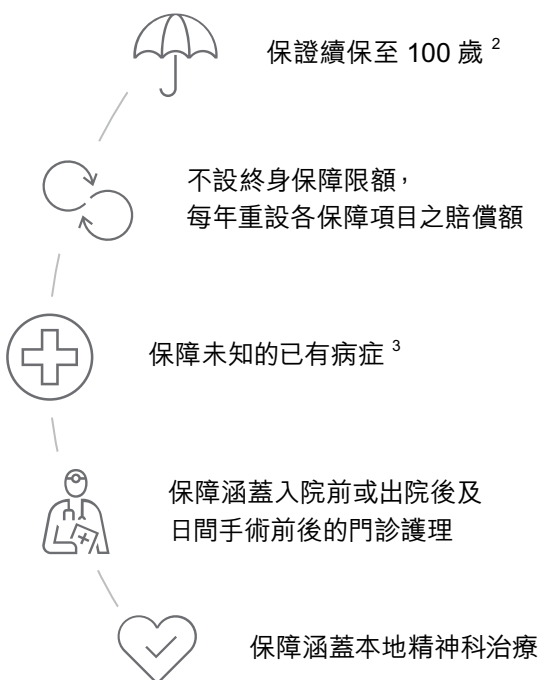 保證續保至 100 歲 2
不設終身保障限額，
每年重設各保障項目之賠償額
保障未知的已有病症 3
保障涵蓋入院前或出院後及
日間手術前後的門診護理
保障涵蓋本地精神科治療